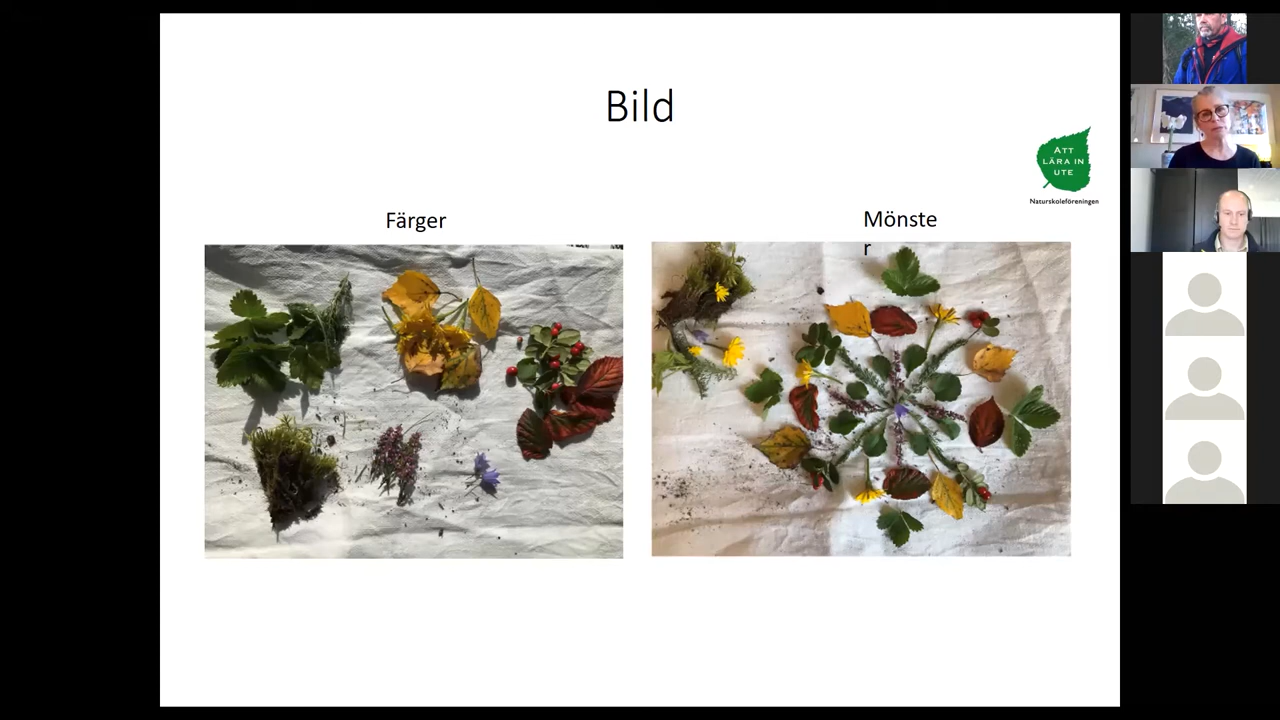 Bild
ATT
LÄRA IN
UTE
Naturskoleföreningen
Färger
Mönste
r